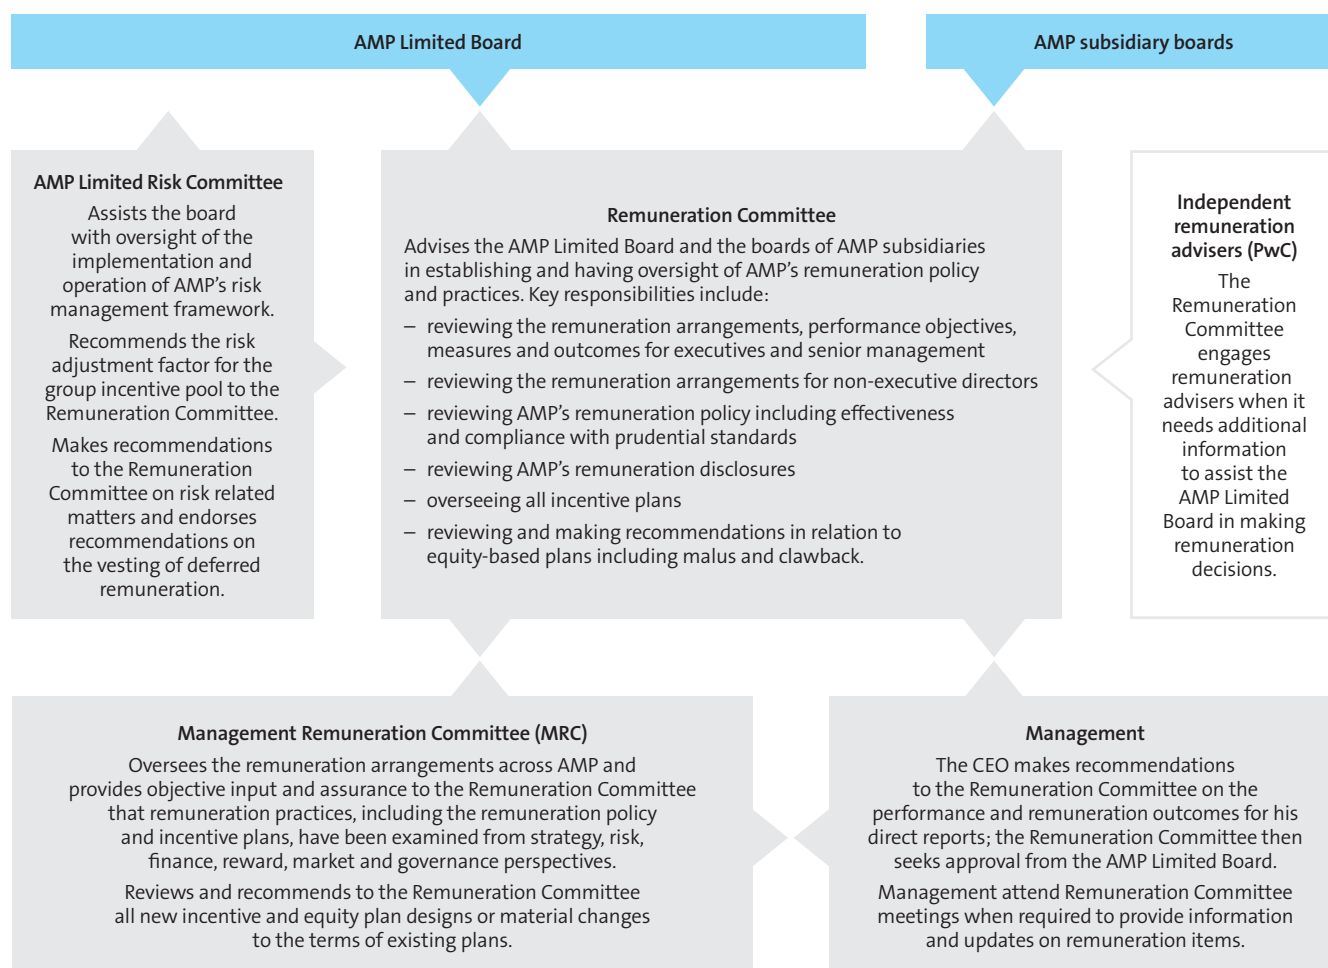 AMP Limited Board
AMP subsidiary boards
AMP Limited Risk Committee
Assists the board
with oversight of the
implementation and
operation of AMP’s risk
management framework.
Recommends the risk
adjustment factor for the
group incentive pool to the
Remuneration Committee.
Makes recommendations
to the Remuneration
Committee on risk related
matters and endorses
recommendations on
the vesting of deferred
remuneration.
Remuneration Committee
Advises the AMP Limited Board and the boards of AMP subsidiaries
in establishing and having oversight of AMP’s remuneration policy
and practices. Key responsibilities include:
– reviewing the remuneration arrangements, performance objectives,
measures and outcomes for executives and senior management
– reviewing the remuneration arrangements for non-executive directors
– reviewing AMP’s remuneration policy including effectiveness
and compliance with prudential standards
– reviewing AMP’s remuneration disclosures
– overseeing all incentive plans
– reviewing and making recommendations in relation to
equity-based plans including malus and clawback.
Independent
remuneration
advisers (PwC)
The
Remuneration
Committee
engages
remuneration
advisers when it
needs additional
information
to assist the
AMP Limited
Board in making
remuneration
decisions.
Management Remuneration Committee (MRC)
Oversees the remuneration arrangements across AMP and
provides objective input and assurance to the Remuneration Committee
that remuneration practices, including the remuneration policy
and incentive plans, have been examined from strategy, risk,
finance, reward, market and governance perspectives.
Reviews and recommends to the Remuneration Committee
all new incentive and equity plan designs or material changes
to the terms of existing plans.
Management
The CEO makes recommendations
to the Remuneration Committee on the
performance and remuneration outcomes for his
direct reports; the Remuneration Committee then
seeks approval from the AMP Limited Board.
Management attend Remuneration Committee
meetings when required to provide information
and updates on remuneration items.